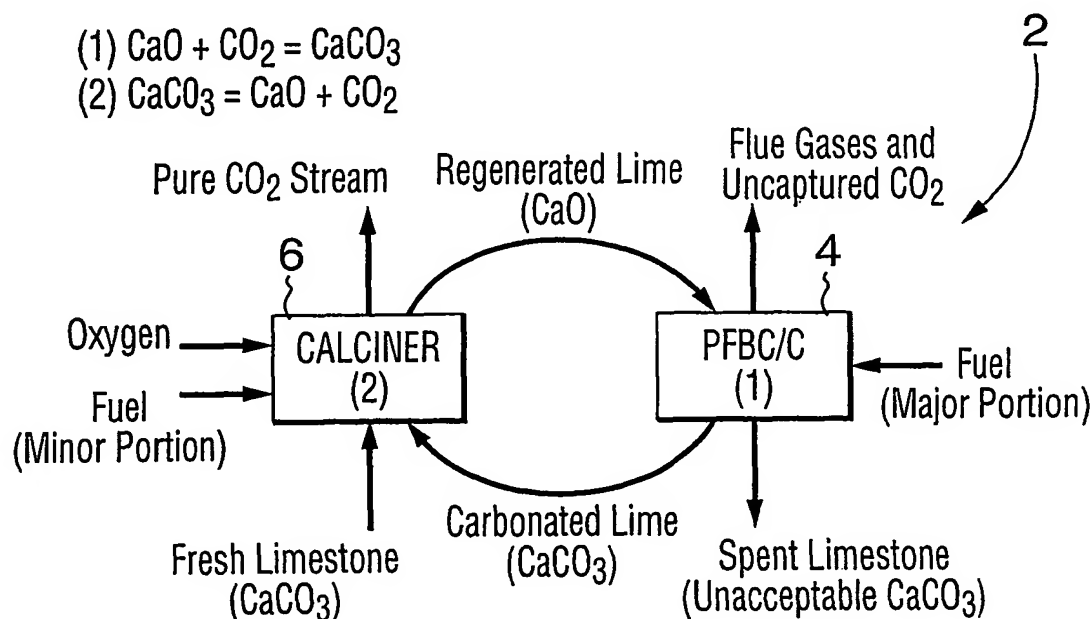 (1) CaO + CO2 = CaCO3
(2) CaCO3 = CaO + CO2
2
Pure CO2 Stream
Regenerated Lime
(CaO)
Flue Gases and
Uncaptured CO2
6
4
Oxygen
CALCINER
(2)
PFBC/C
(1)
Fuel
(Minor Portion)
Fuel
(Major Portion)
Fresh Limestone
(CaCO3)
Carbonated Lime
(CaCO3)
Spent Limestone
(Unacceptable CaCO3)